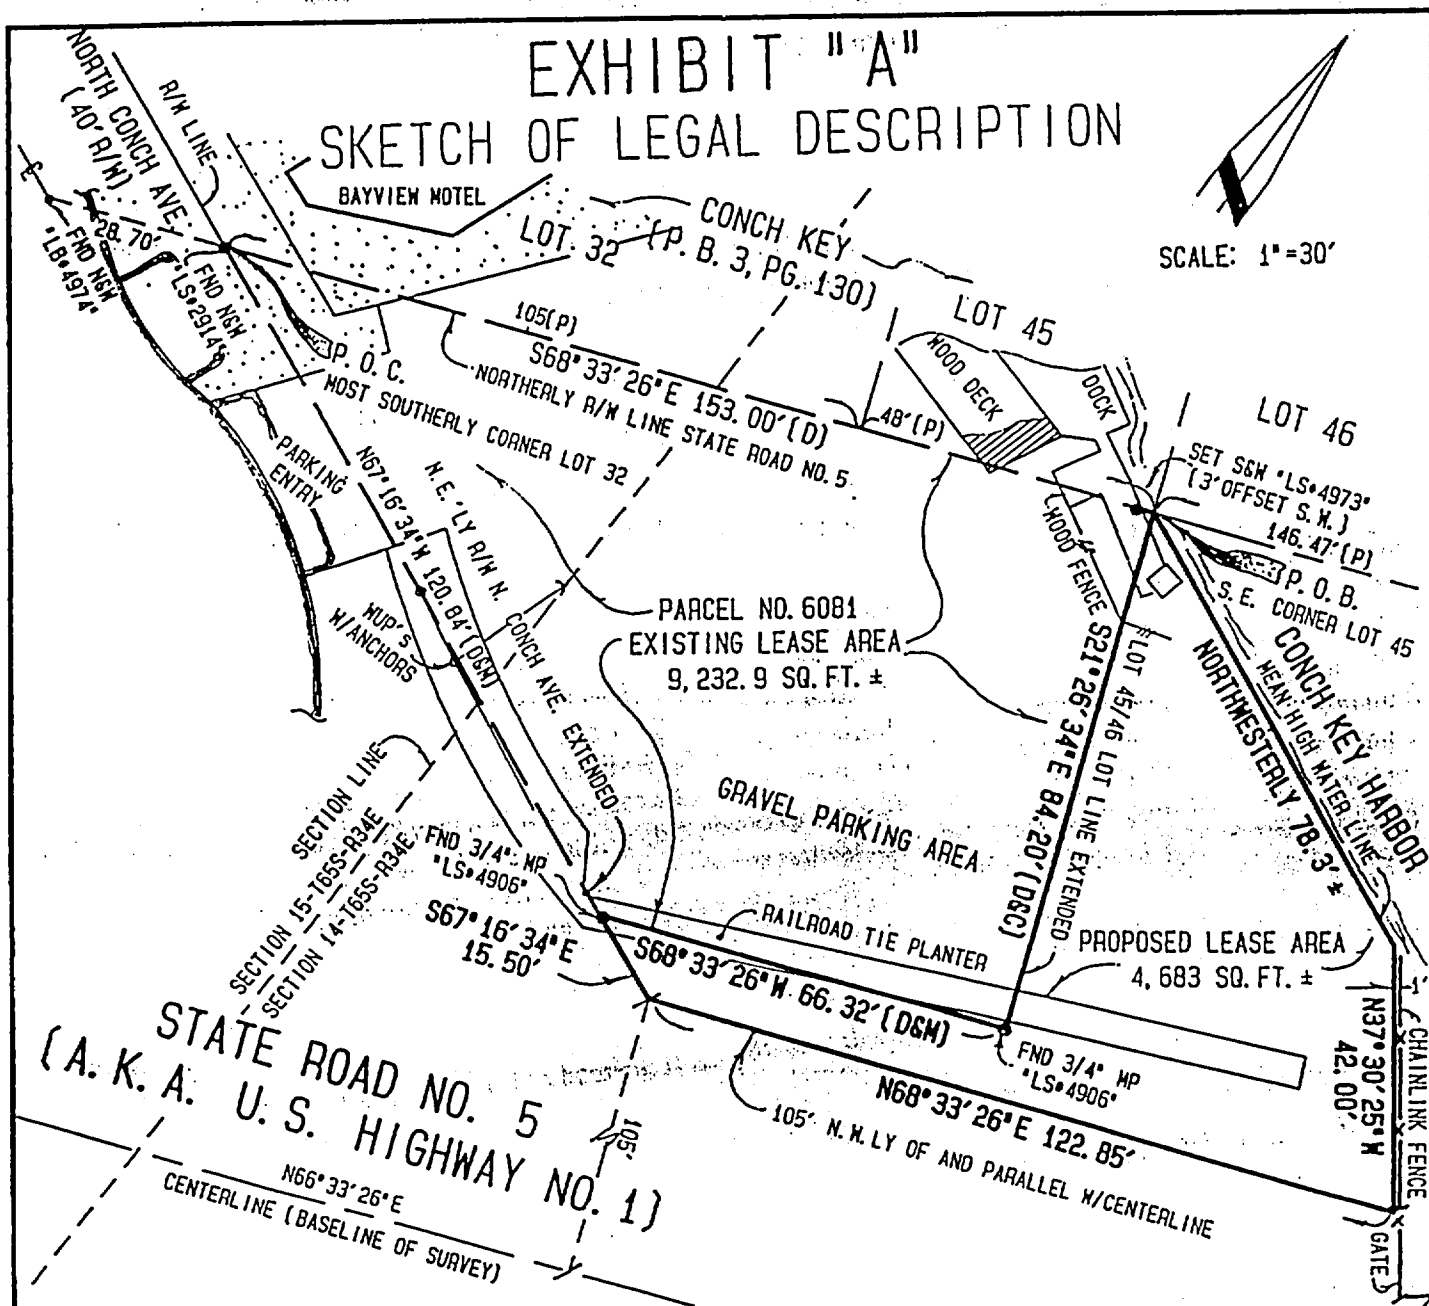 EXHIBIT "A"
SKETCH OF LEGAL DESCRIPTION
NORTH CONCH AVE.
(40' R/W)
R/W LINE
BAYVIEW MOTEL
LOT 32
CONCH KEY
(P. B. 3, PG. 130)
SCALE: 1"=30'
28.70'
FND N&W
"LB#4974"
FND N&W
"LS#2914"
P. O. C.
MOST SOUTHERLY CORNER LOT 32
105(P)
S68°33'26"E 153.00'(D)
NORTHERLY R/W LINE STATE ROAD NO. 5
48'(P)
LOT 45
WOOD DECK
DOCK
LOT 46
SET S&W "LS#4973"
(3'OFFSET S. W.)
146.47'(P)
P. O. B.
S. E. CORNER LOT 45
PARKING
ENTRY
N67°16'34"W 120.84'(D&M)
N. E.'LY R/W N. CONCH AVE. EXTENDED
WOOD FENCE
WUP's
W/ANCHORS
PARCEL NO. 6081
EXISTING LEASE AREA
9,232.9 SQ. FT. ±
S21°26'34"E 84.20'(D&C)
LOT 45/46 LOT LINE EXTENDED
CONCH KEY HARBOR
MEAN HIGH WATER LINE
NORTHWESTERLY 78.3'±
GRAVEL PARKING AREA
SECTION LINE
SECTION 15-T65S-R34E
SECTION 14-T65S-R34E
FND 3/4" MP
"LS#4906"
S67°16'34"E
15.50'
RAILROAD TIE PLANTER
S68°33'26"W 66.32'(D&M)
PROPOSED LEASE AREA
4,683 SQ. FT. ±
1'
N37°30'25"W
42.00'
CHAINLINK FENCE
FND 3/4" MP
"LS#4906"
N68°33'26"E 122.85'
105' N. W. LY OF AND PARALLEL W/CENTERLINE
STATE ROAD NO. 5
(A. K. A. U. S. HIGHWAY NO. 1)
105'
N66°33'26"E
CENTERLINE (BASELINE OF SURVEY)
GATE